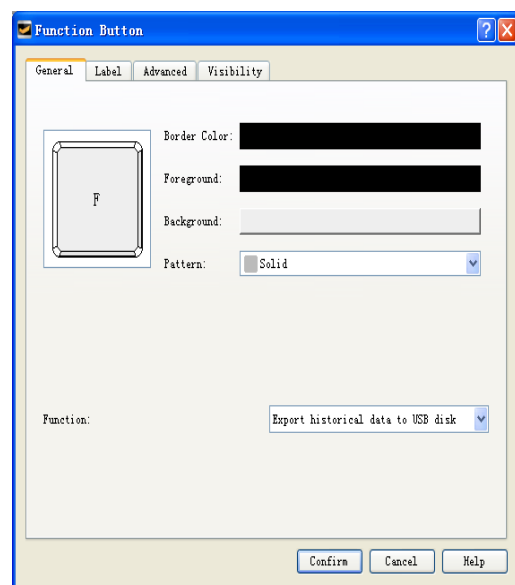 Function Button
General Label Advanced Visibility
Border Color:
F
Foreground:
Background:
Pattern: Solid
Function: Export historical data to USB disk
Confirm Cancel Help